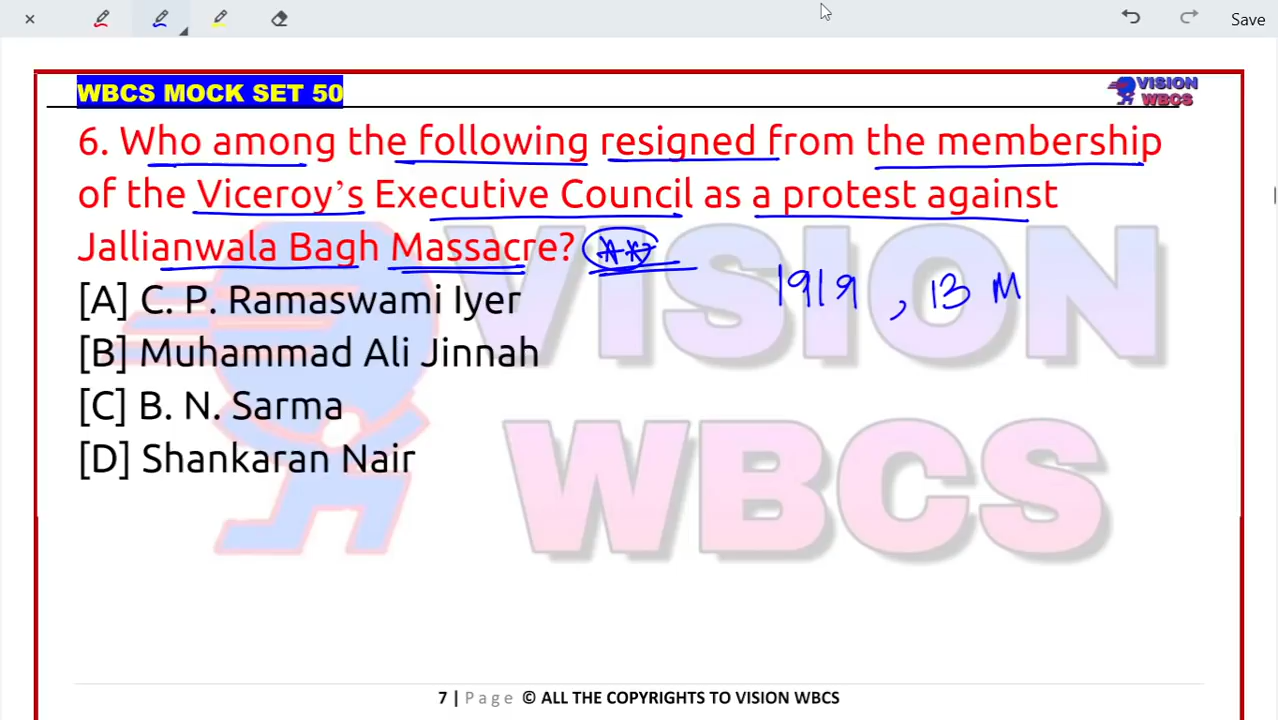 Save
WBCS MOCK SET 50
VISION
WBCS
6. Who among the following resigned from the membership
of the Viceroy’s Executive Council as a protest against
Jallianwala Bagh Massacre?
[A] C. P. Ramaswami Iyer
1919 , 13 M
[B] Muhammad Ali Jinnah
[C] B. N. Sarma
[D] Shankaran Nair
VISION
WBCS
7 | Page © ALL THE COPYRIGHTS TO VISION WBCS